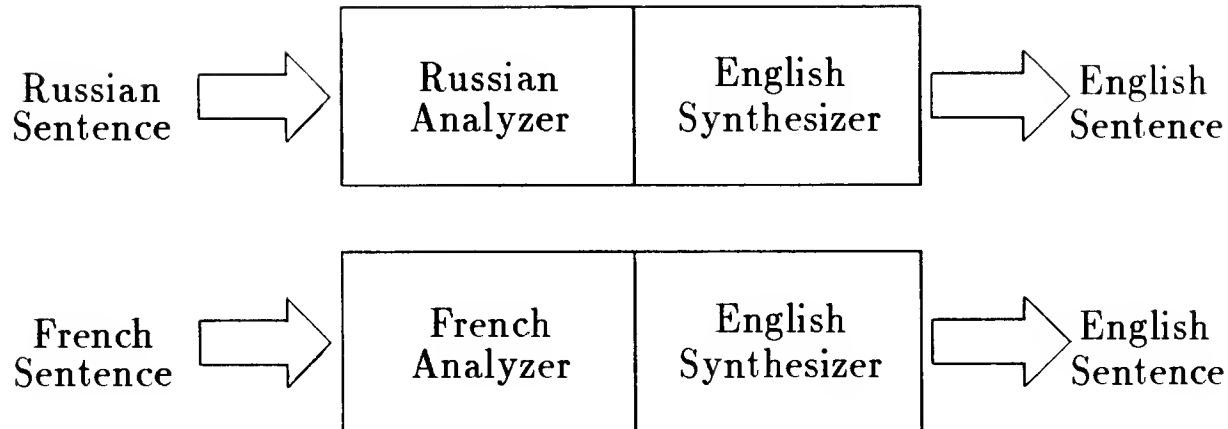 Russian
Sentence
Russian
Analyzer
English
Synthesizer
English
Sentence
French
Sentence
French
Analyzer
English
Synthesizer
English
Sentence